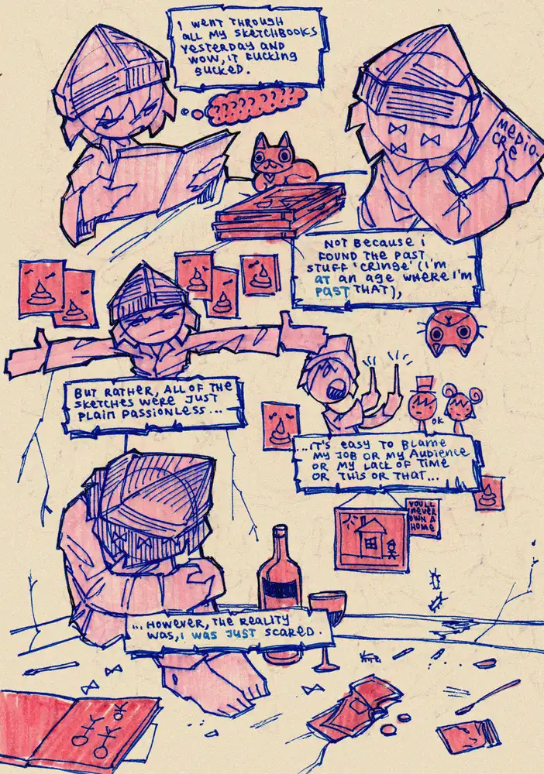 I WENT THROUGH
ALL MY SKETCHBOOKS
YESTERDAY AND
WOW, IT FUCKING
SUCKED.
MEDIO-
CRE
NOT BECAUSE i
FOUND THE PAST
STUFF 'CRINGE' (I'M
AT an age WHERE I'M
PAST THAT),
BUT RATHER, ALL OF THE
SKETCHES WERE JUST
PLAIN PASSIONLESS...
OK
...IT'S EASY TO BLAME
MY JOB OR MY AUDIENCE
OR MY LACK OF TIME
OR THIS OR THAT...
YOU'LL
NEVER
OWN A
HOME
... HOWEVER, THE REALITY
WAS, I WAS JUST SCARED.
OK